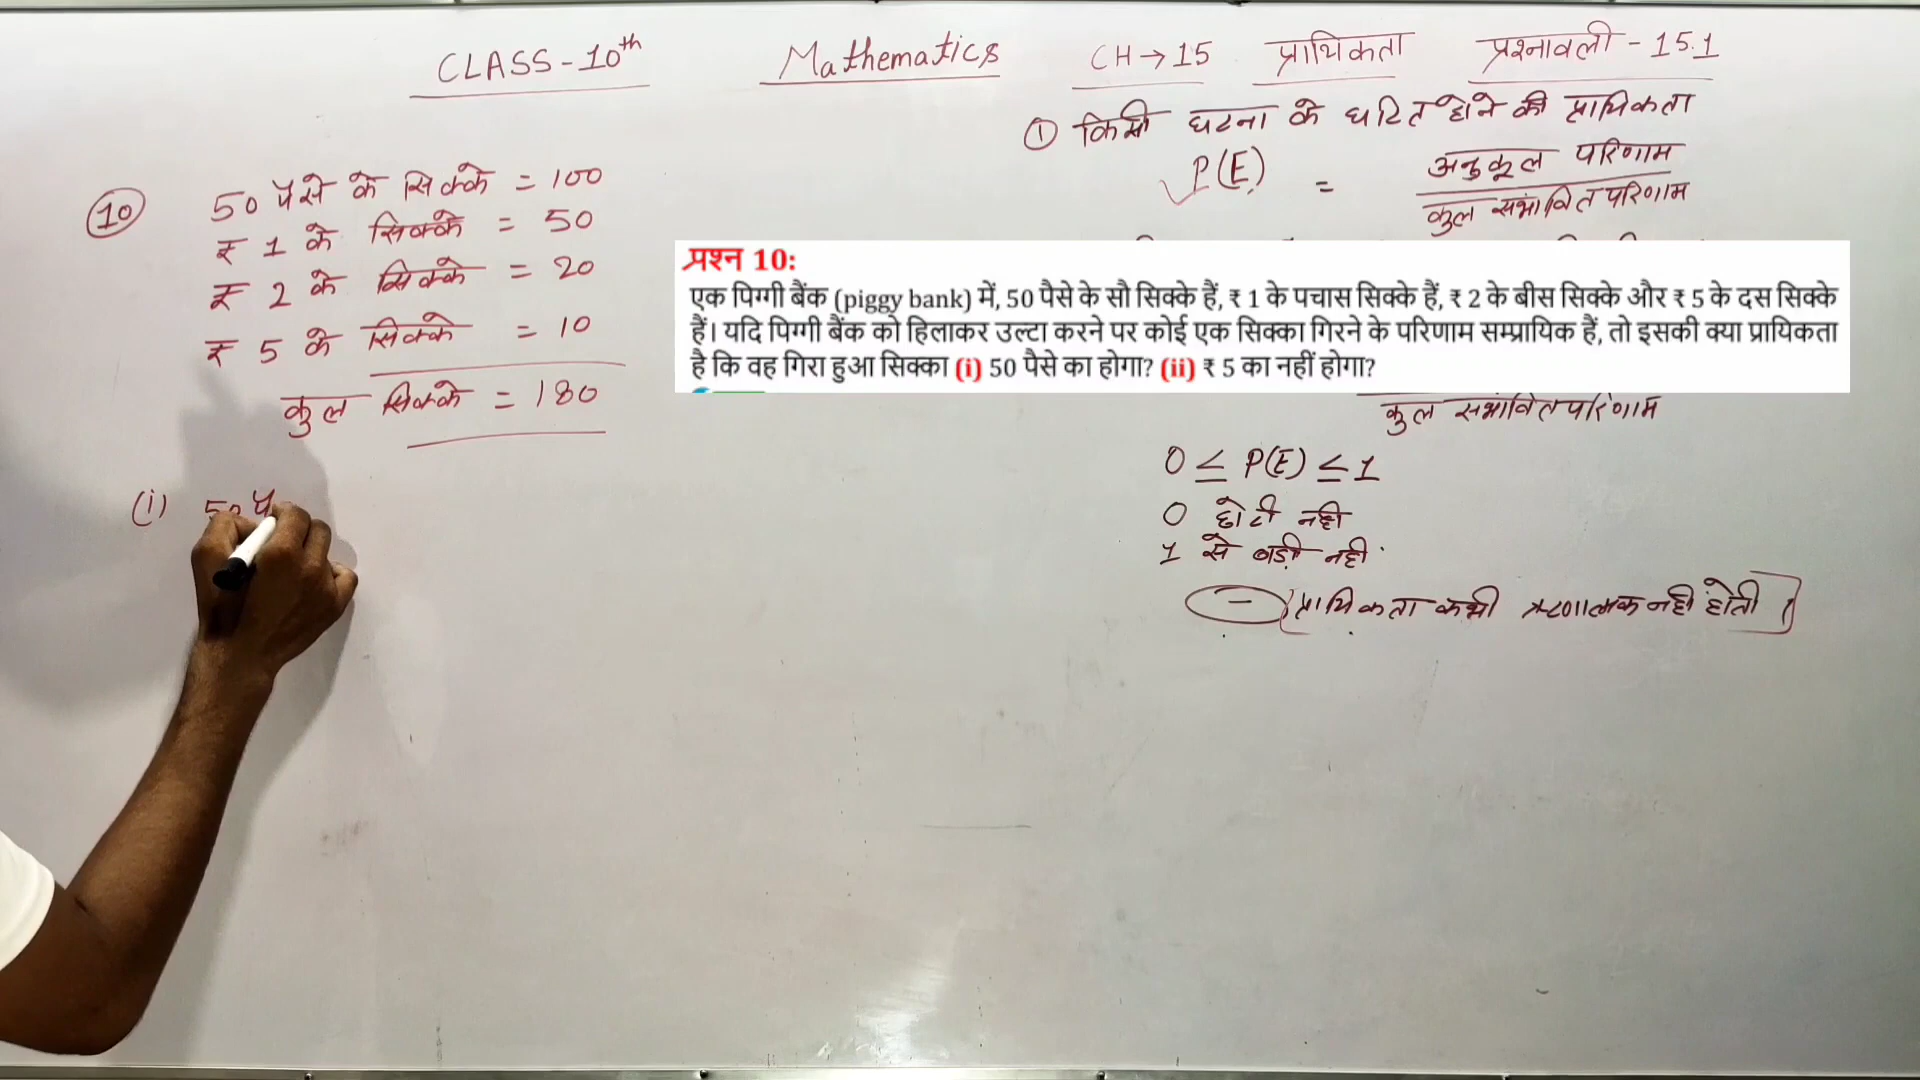 CLASS-10th Mathematics CH→15 प्रायिकता प्रश्नावली-15.1
① किसी घटना के घटित होने की प्रायिकता
P(E) = अनुकूल परिणाम
कुल संभावित परिणाम
⑩ 50 पैसे के सिक्के = 100
₹ 1 के सिक्के = 50
₹ 2 के सिक्के = 20
₹ 5 के सिक्के = 10
कुल सिक्के = 180
(i) 50 पै
प्रश्न 10:
एक पिग्गी बैंक (piggy bank) में, 50 पैसे के सौ सिक्के हैं, ₹ 1 के पचास सिक्के हैं, ₹ 2 के बीस सिक्के और ₹ 5 के दस सिक्के
हैं। यदि पिग्गी बैंक को हिलाकर उल्टा करने पर कोई एक सिक्का गिरने के परिणाम सम्प्रायिक हैं, तो इसकी क्या प्रायिकता
है कि वह गिरा हुआ सिक्का (i) 50 पैसे का होगा? (ii) ₹ 5 का नहीं होगा?
कुल संभावित परिणाम
0 ≤ P(E) ≤ 1
0 छोटी नही
1 से बड़ी नही
− [प्रायिकता कभी ऋणात्मक नही होती]